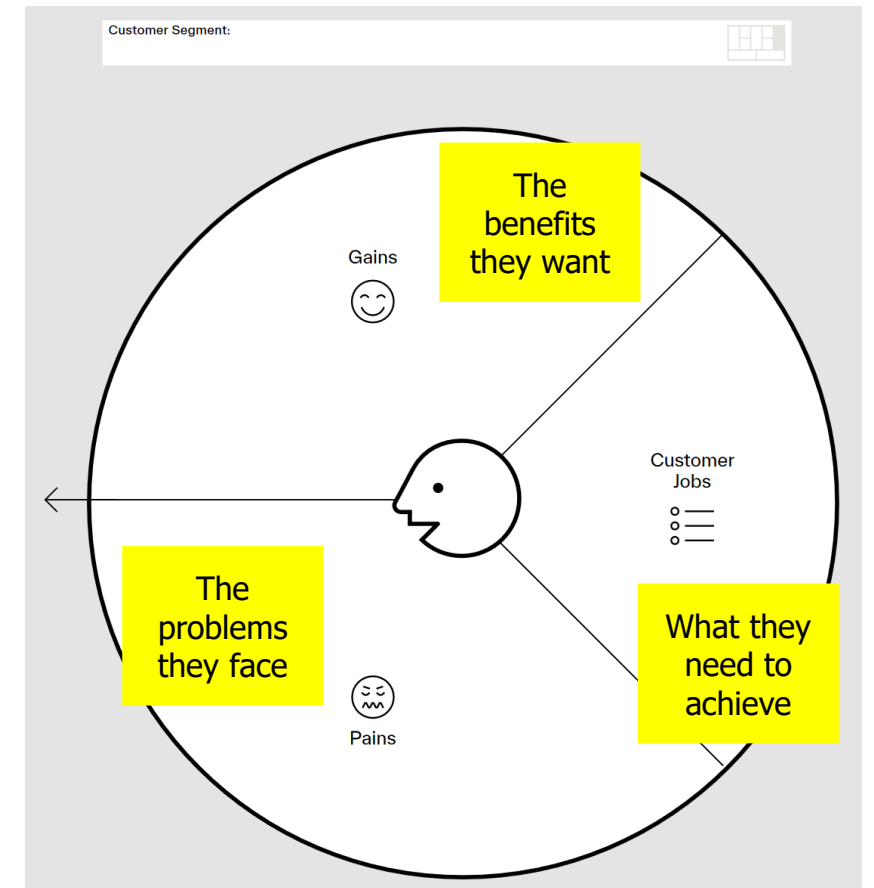 Customer Segment:
The
benefits
they want
Gains
Customer
Jobs
The
problems
they face
What they
need to
achieve
Pains